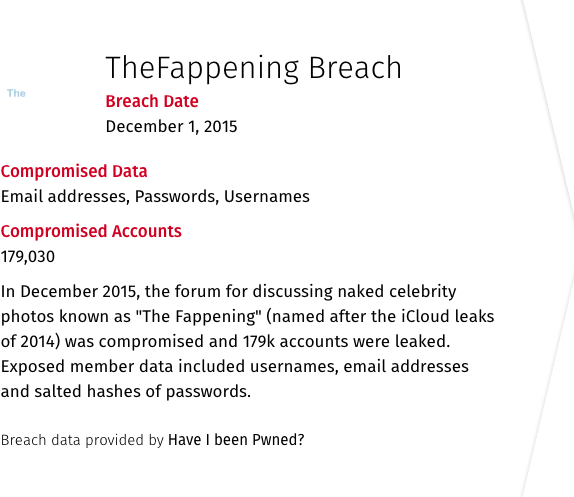 TheFappening Breach
The
Breach Date
December 1, 2015
Compromised Data
Email addresses, Passwords, Usernames
Compromised Accounts
179,030
In December 2015, the forum for discussing naked celebrity
photos known as "The Fappening" (named after the iCloud leaks
of 2014) was compromised and 179k accounts were leaked.
Exposed member data included usernames, email addresses
and salted hashes of passwords.
Breach data provided by Have I been Pwned?